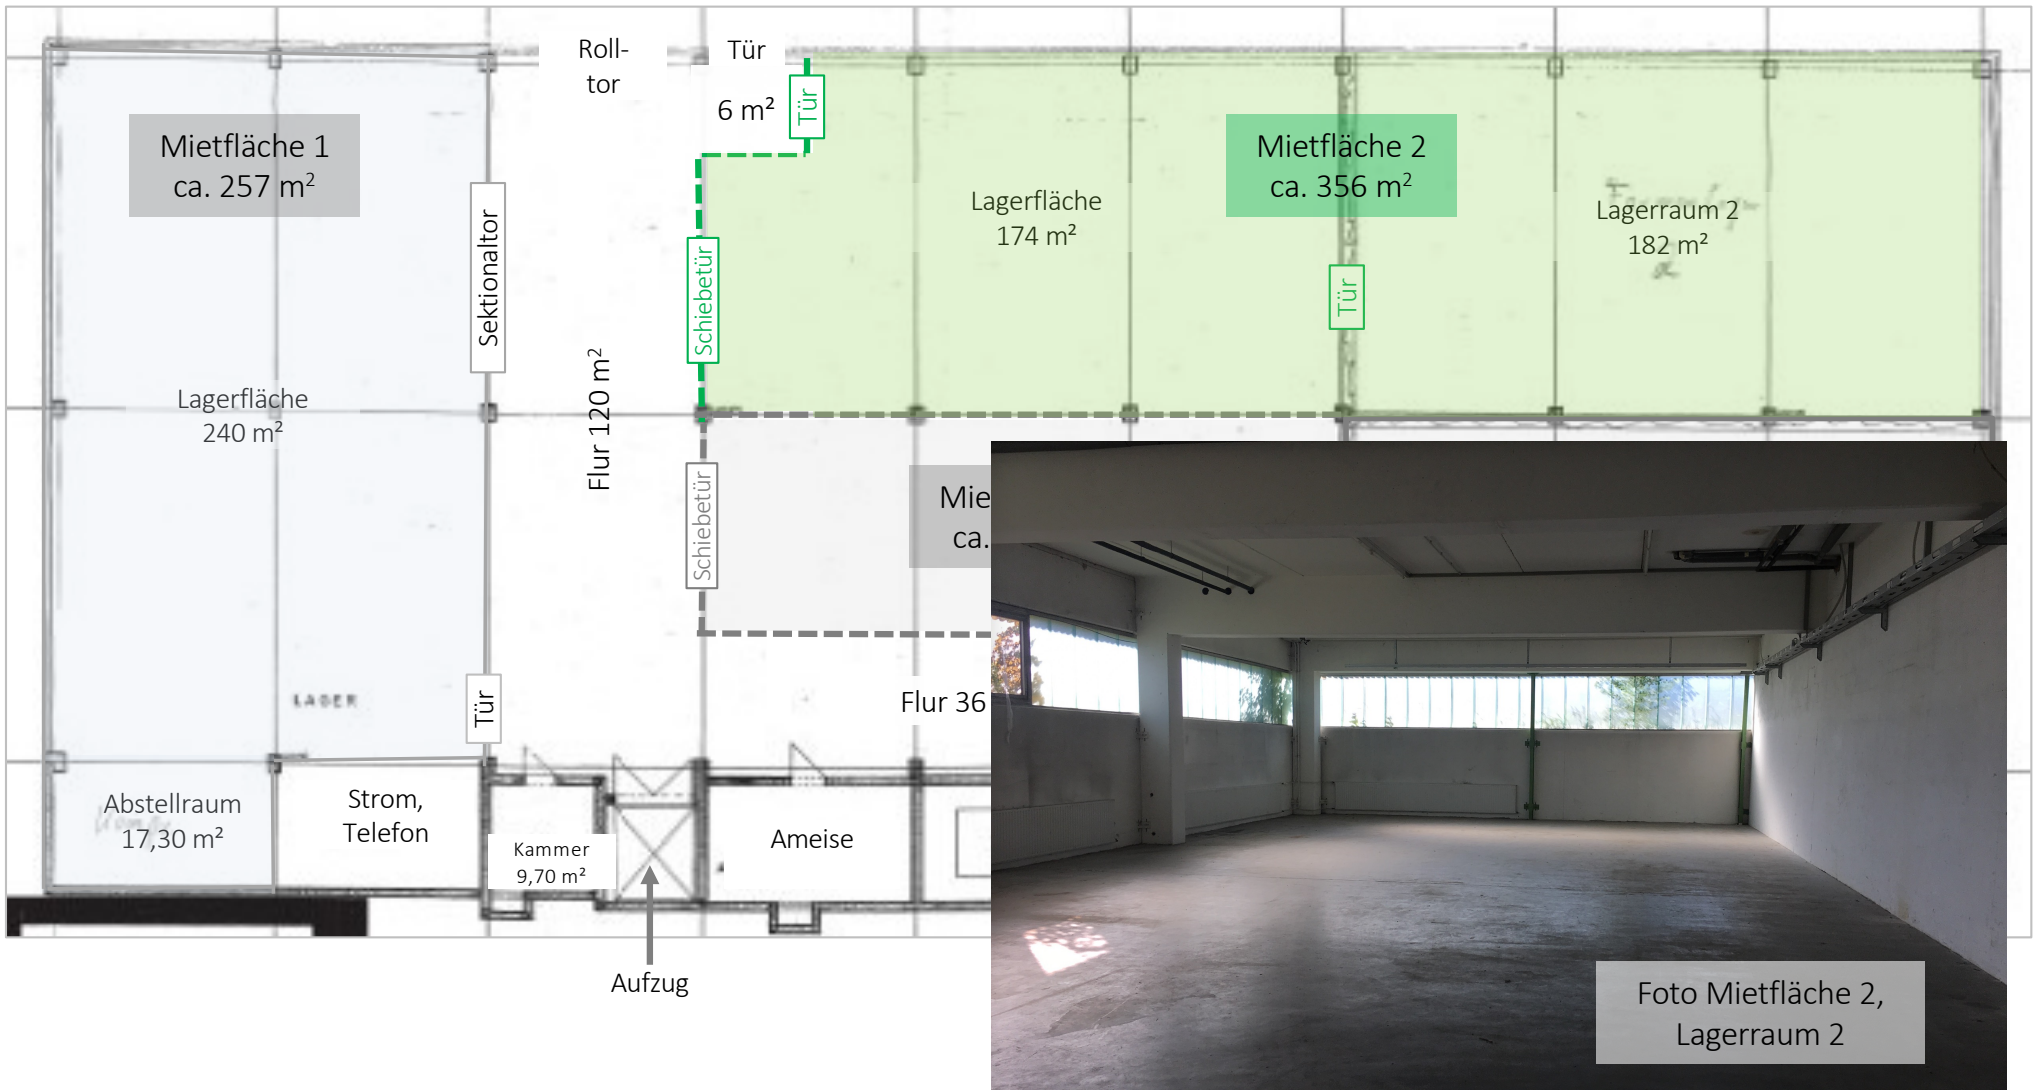 Roll-
tor
Tür
6 m²
Tür
Mietfläche 1
ca. 257 m²
Mietfläche 2
ca. 356 m²
Sektionaltor
Schiebetür
Lagerfläche
174 m²
Lagerraum 2
182 m²
Tür
Flur 120 m²
Lagerfläche
240 m²
Schiebetür
Mie
ca.
LAGER
Tür
Flur 36
Abstellraum
17,30 m²
Strom,
Telefon
Kammer
9,70 m²
Ameise
Aufzug
Foto Mietfläche 2,
Lagerraum 2